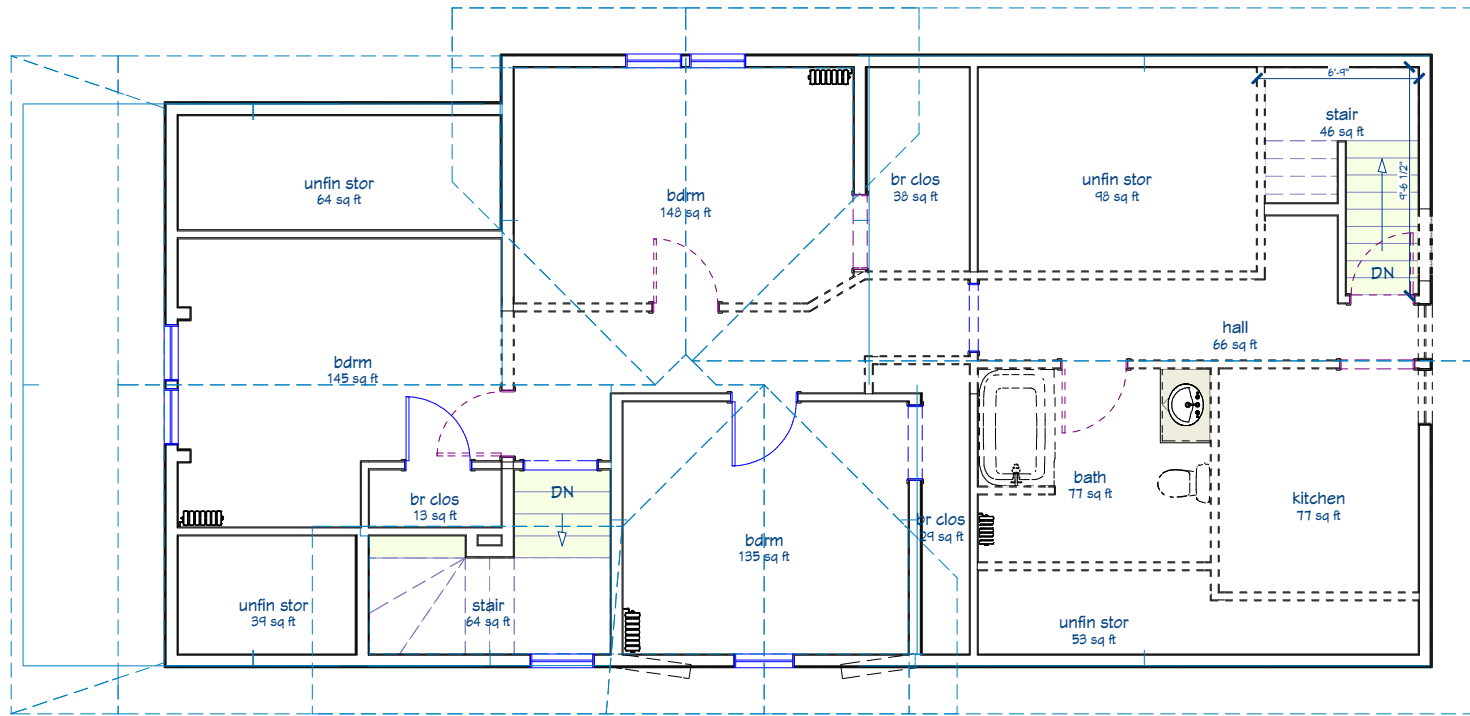 6'-9"
stair
46 sq ft
unfin stor
64 sq ft
bdrm
148 sq ft
br clos
38 sq ft
unfin stor
98 sq ft
9'-6 1/2"
DN
hall
66 sq ft
bdrm
145 sq ft
br clos
13 sq ft
DN
bath
77 sq ft
kitchen
77 sq ft
br clos
29 sq ft
bdrm
135 sq ft
unfin stor
39 sq ft
stair
64 sq ft
unfin stor
53 sq ft